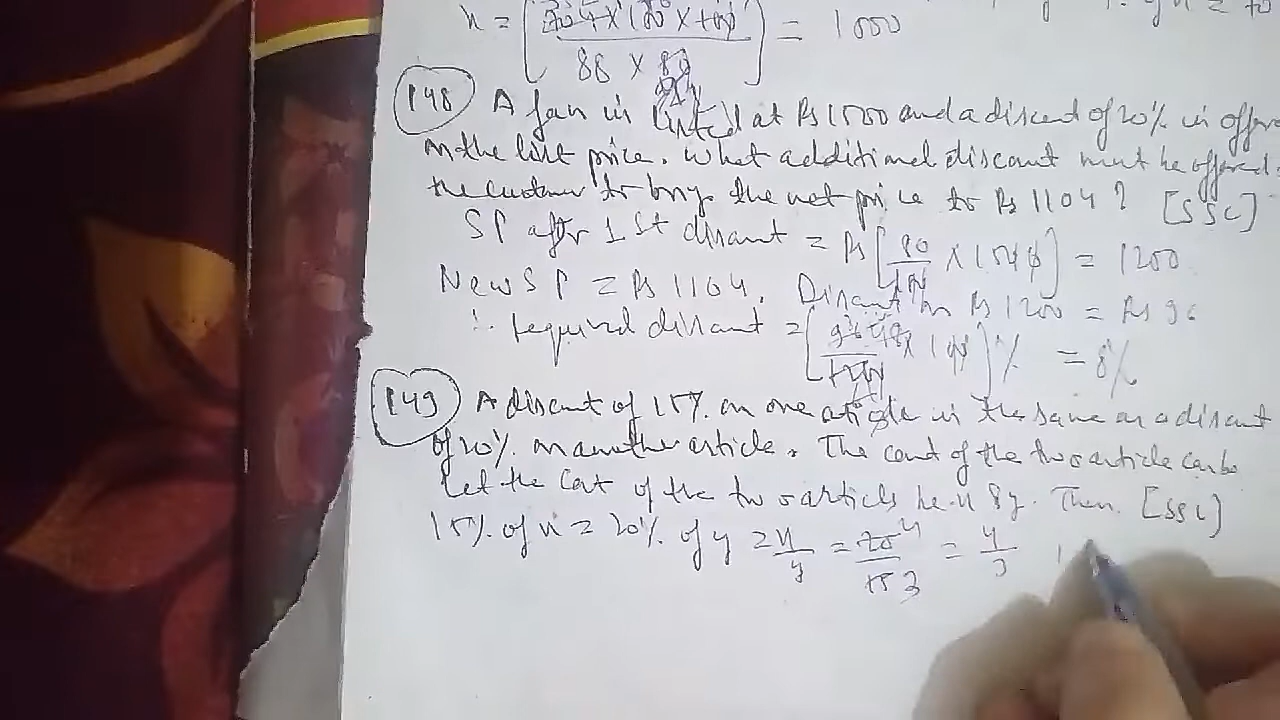 x = [ 704 × 100 × 100 / 88 × 80 ] = 1000
148 A fan is listed at Rs 1500 and a discount of 20% is offer
on the list price. What additional discount must be offered
the customer to bring the net price to Rs 1104? [SSC]
SP after 1st discount = Rs [80/100 × 1500] = 1200
New SP = Rs 1104, Discount on Rs 1200 = Rs 96
∴ required discount = [96/1200 × 100] % = 8%
149 A discount of 15% on one article is the same as a discount
of 20% on another article. The cost of the two article can be
Let the cost of the two articles be x & y. Then [SSC]
15% of x = 20% of y = x/y = 20/15 = 4/3